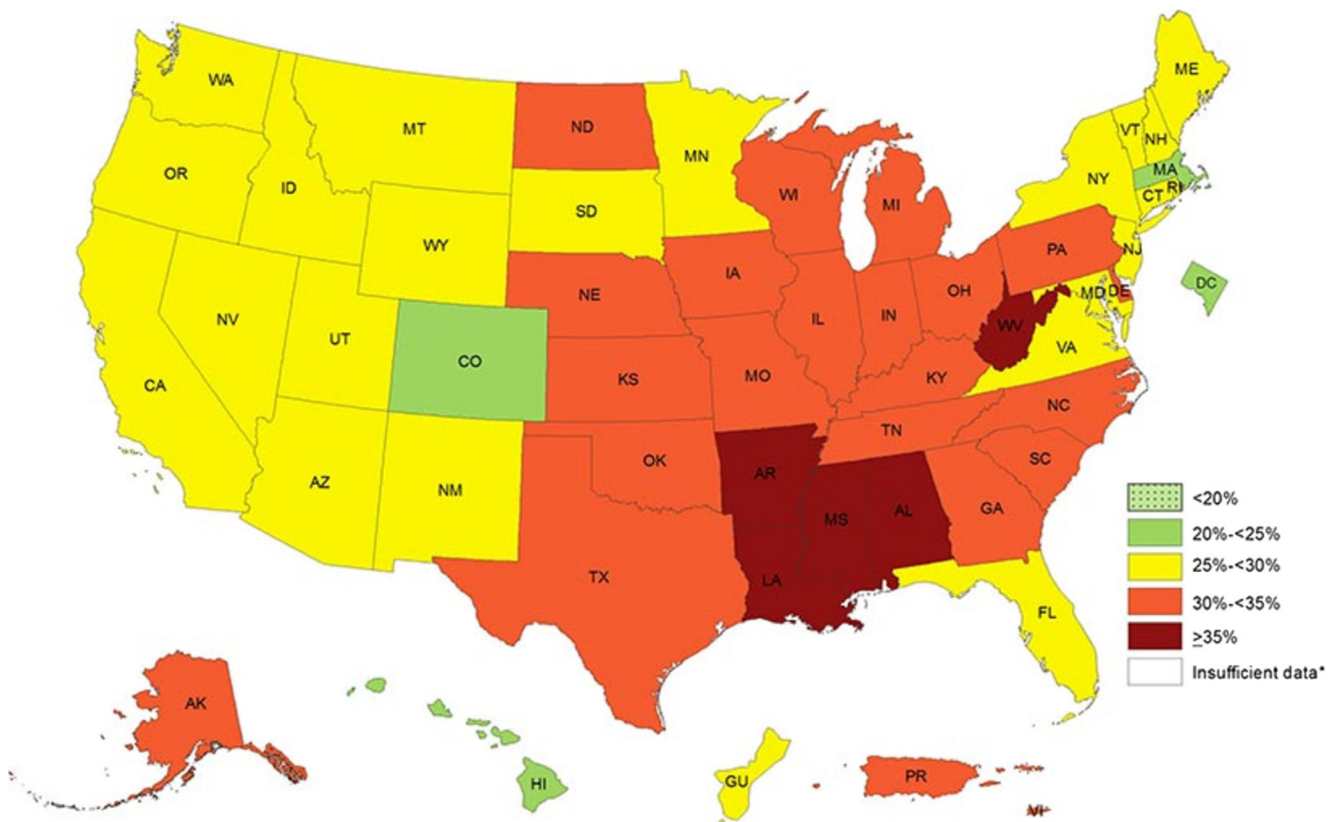 WA
MT
ND
MN
ME
VT
NH
OR
ID
SD
WI
MI
NY
MA
CT
RI
WY
NE
IA
PA
NJ
NV
UT
CO
IL
IN
OH
MD
DE
DC
CA
KS
MO
KY
WV
VA
AZ
NM
OK
AR
TN
NC
SC
TX
LA
MS
AL
GA
FL
<20%
20%-<25%
25%-<30%
30%-<35%
≥35%
Insufficient data*
AK
HI
GU
PR
VI